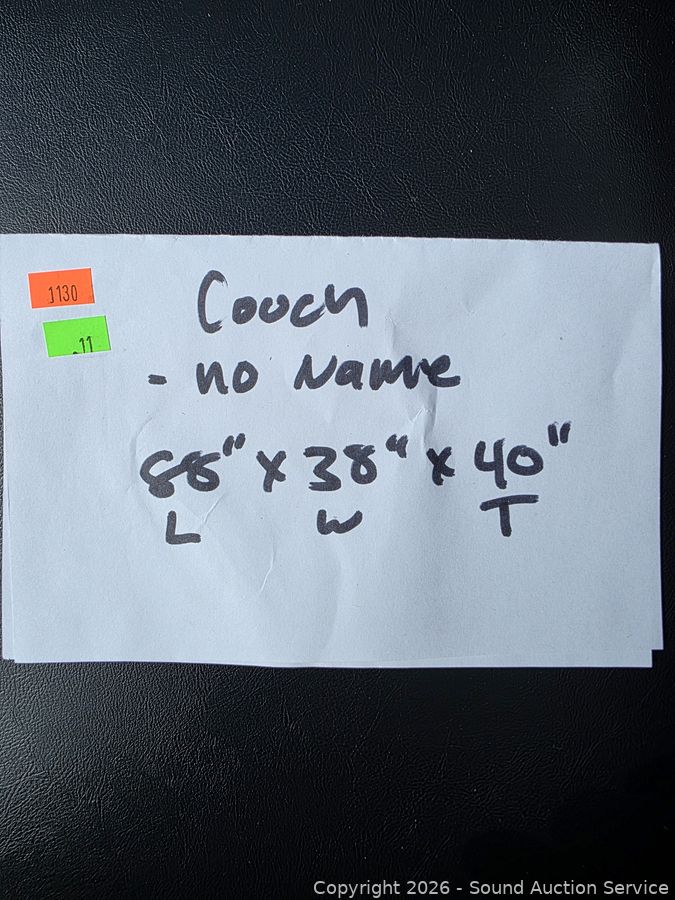 1130
.11
Couch
- no Name
88" x 38" x 40"
L W T
Copyright 2026 - Sound Auction Service